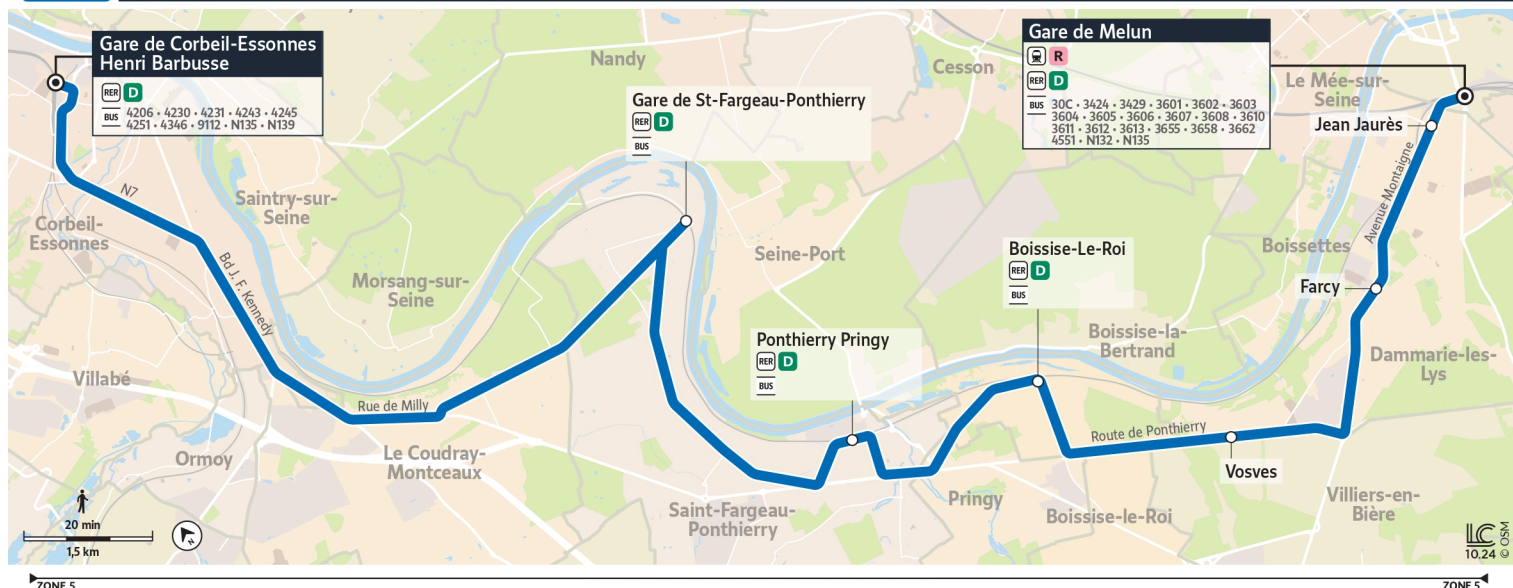 Gare de Corbeil-Essonnes
Henri Barbusse
RER D
BUS
4206 • 4230 • 4231 • 4243 • 4245
4251 • 4346 • 9112 • N135 • N139
Nandy
Cesson
Gare de Melun
R
RER D
BUS
30C • 3424 • 3429 • 3601 • 3602 • 3603
3604 • 3605 • 3606 • 3607 • 3608 • 3610
3611 • 3612 • 3613 • 3655 • 3658 • 3662
4551 • N132 • N135
Le Mée-sur-
Seine
Jean Jaurès
Gare de St-Fargeau-Ponthierry
RER D
BUS
N7
Saintry-sur-
Seine
Corbeil-
Essonnes
Bd J. F. Kennedy
Morsang-sur-
Seine
Seine-Port
Boissise-Le-Roi
RER D
BUS
Avenue Montaigne
Boissettes
Farcy
Ponthierry Pringy
RER D
BUS
Boissise-la-
Bertrand
Dammarie-les-
Lys
Villabé
Rue de Milly
Route de Ponthierry
Ormoy
Le Coudray-
Montceaux
Vosves
Saint-Fargeau-
Ponthierry
Pringy
Boissise-le-Roi
Villiers-en-
Bière
20 min
1,5 km
N
LC
10.24 © OSM
ZONE 5
ZONE 5